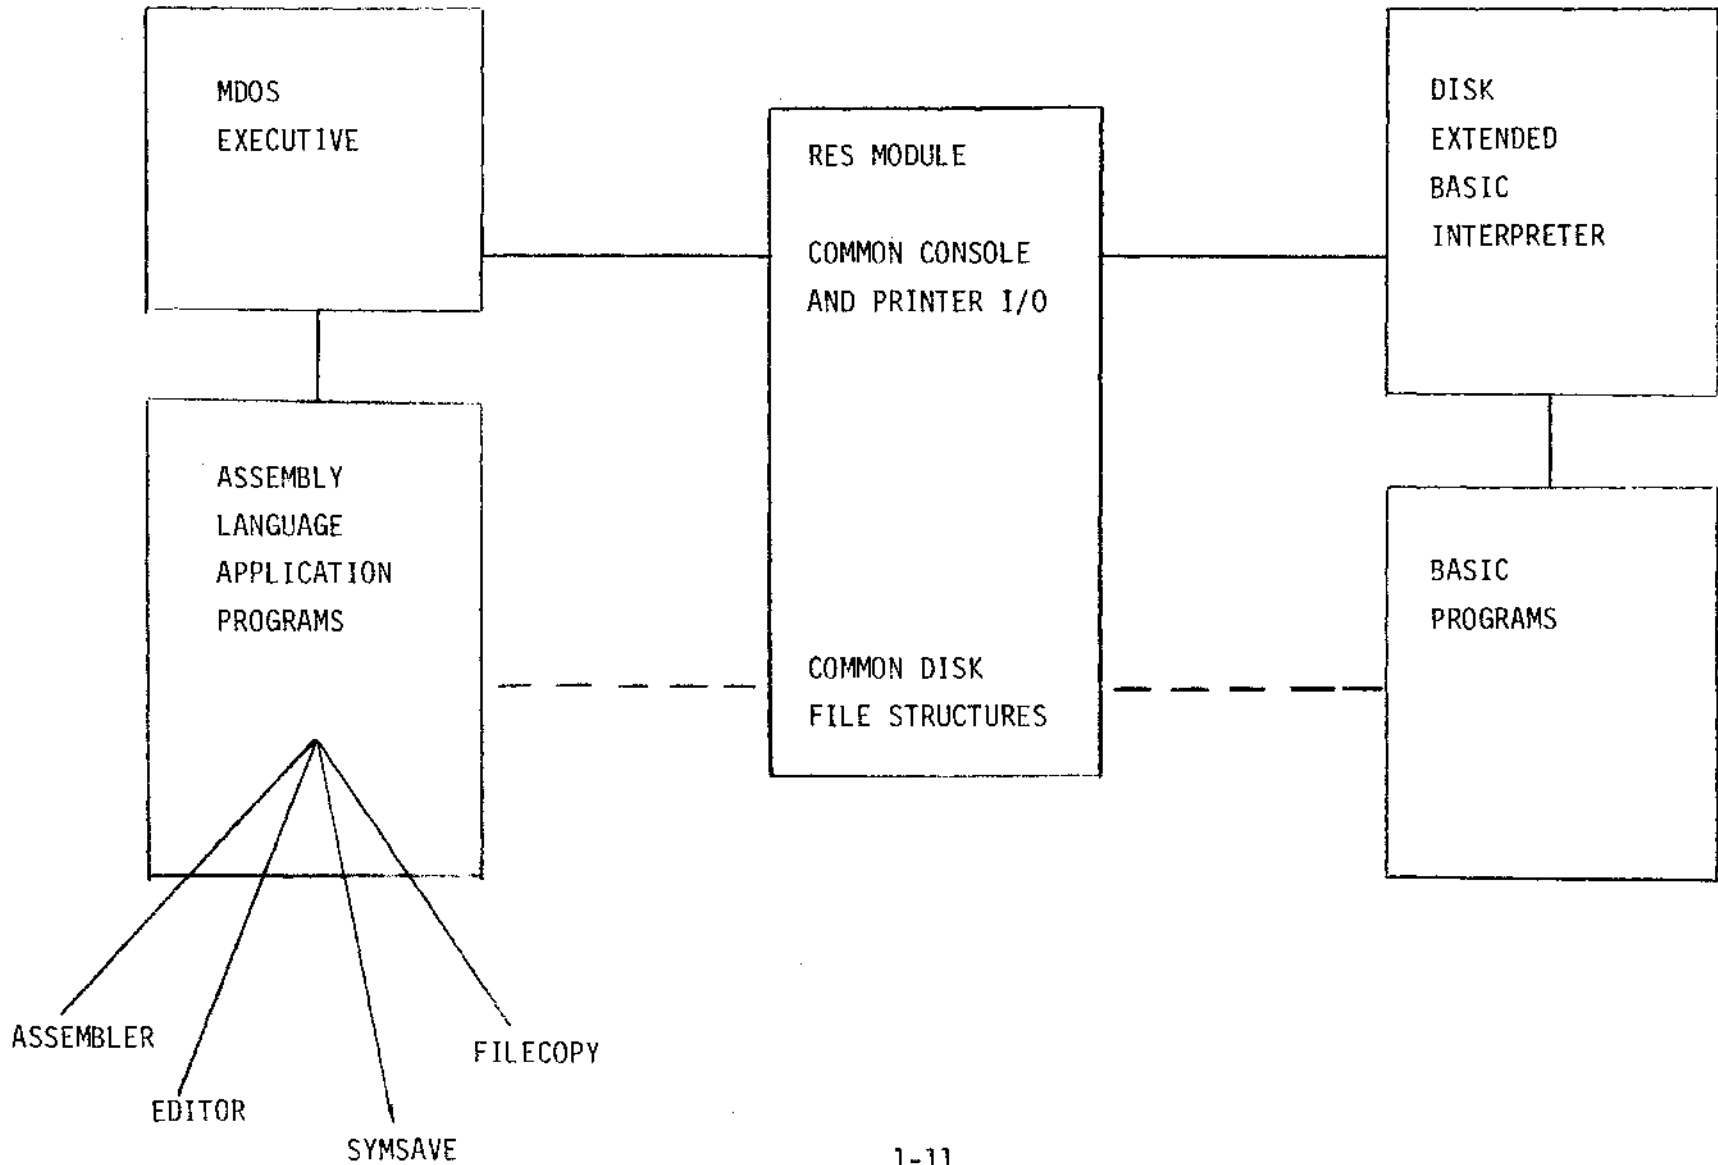 MDOS
EXECUTIVE
ASSEMBLY
LANGUAGE
APPLICATION
PROGRAMS
ASSEMBLER
EDITOR
SYMSAVE
FILECOPY
RES MODULE
COMMON CONSOLE
AND PRINTER I/O
COMMON DISK
FILE STRUCTURES
DISK
EXTENDED
BASIC
INTERPRETER
BASIC
PROGRAMS
1-11